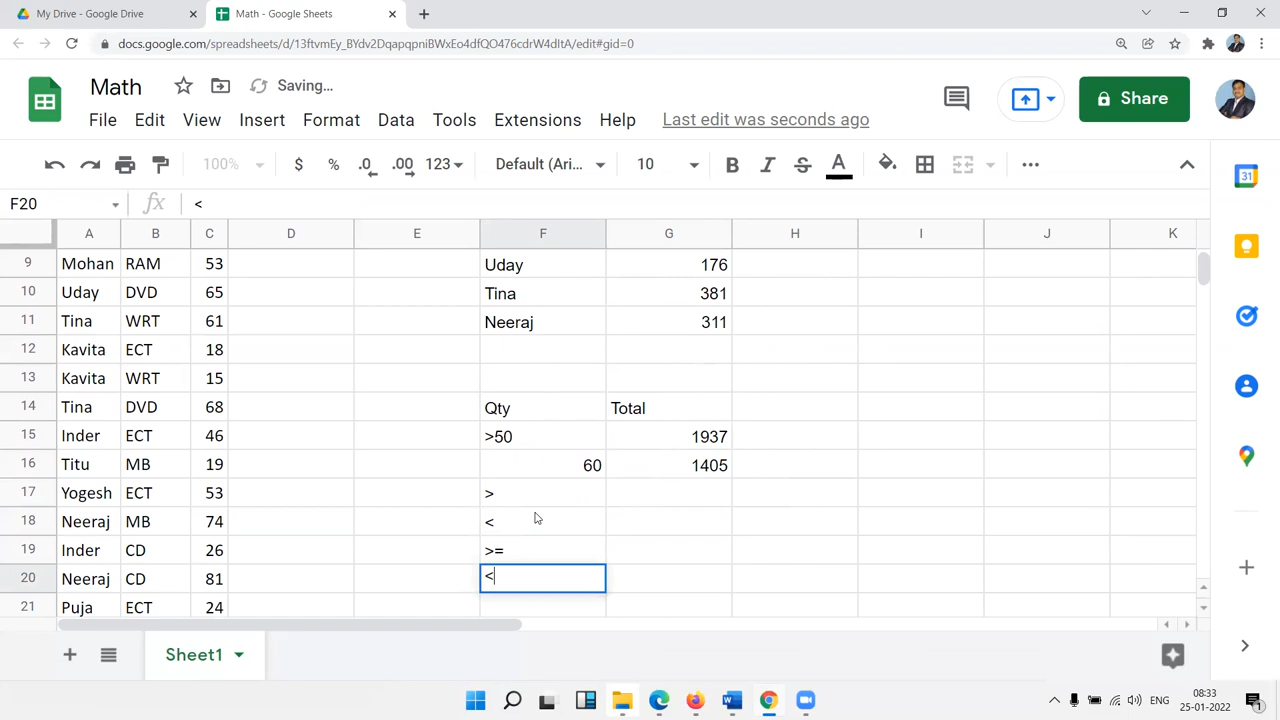 My Drive - Google Drive
Math - Google Sheets
docs.google.com/spreadsheets/d/13ftvmEy_BYdv2DqapqpniBWxEo4dfQO476cdrW4dItA/edit#gid=0
Math Saving...
File Edit View Insert Format Data Tools Extensions Help Last edit was seconds ago
Share
31
100% $ % .0 .00 123 Default (Ari... 10 B I S A
F20 fx <
A B C D E F G H I J K
9 Mohan RAM 53 Uday 176
10 Uday DVD 65 Tina 381
11 Tina WRT 61 Neeraj 311
12 Kavita ECT 18
13 Kavita WRT 15
14 Tina DVD 68 Qty Total
15 Inder ECT 46 >50 1937
16 Titu MB 19 60 1405
17 Yogesh ECT 53 >
18 Neeraj MB 74 <
19 Inder CD 26 >=
20 Neeraj CD 81 <
21 Puja ECT 24
Sheet1
ENG
08:33
25-01-2022
1